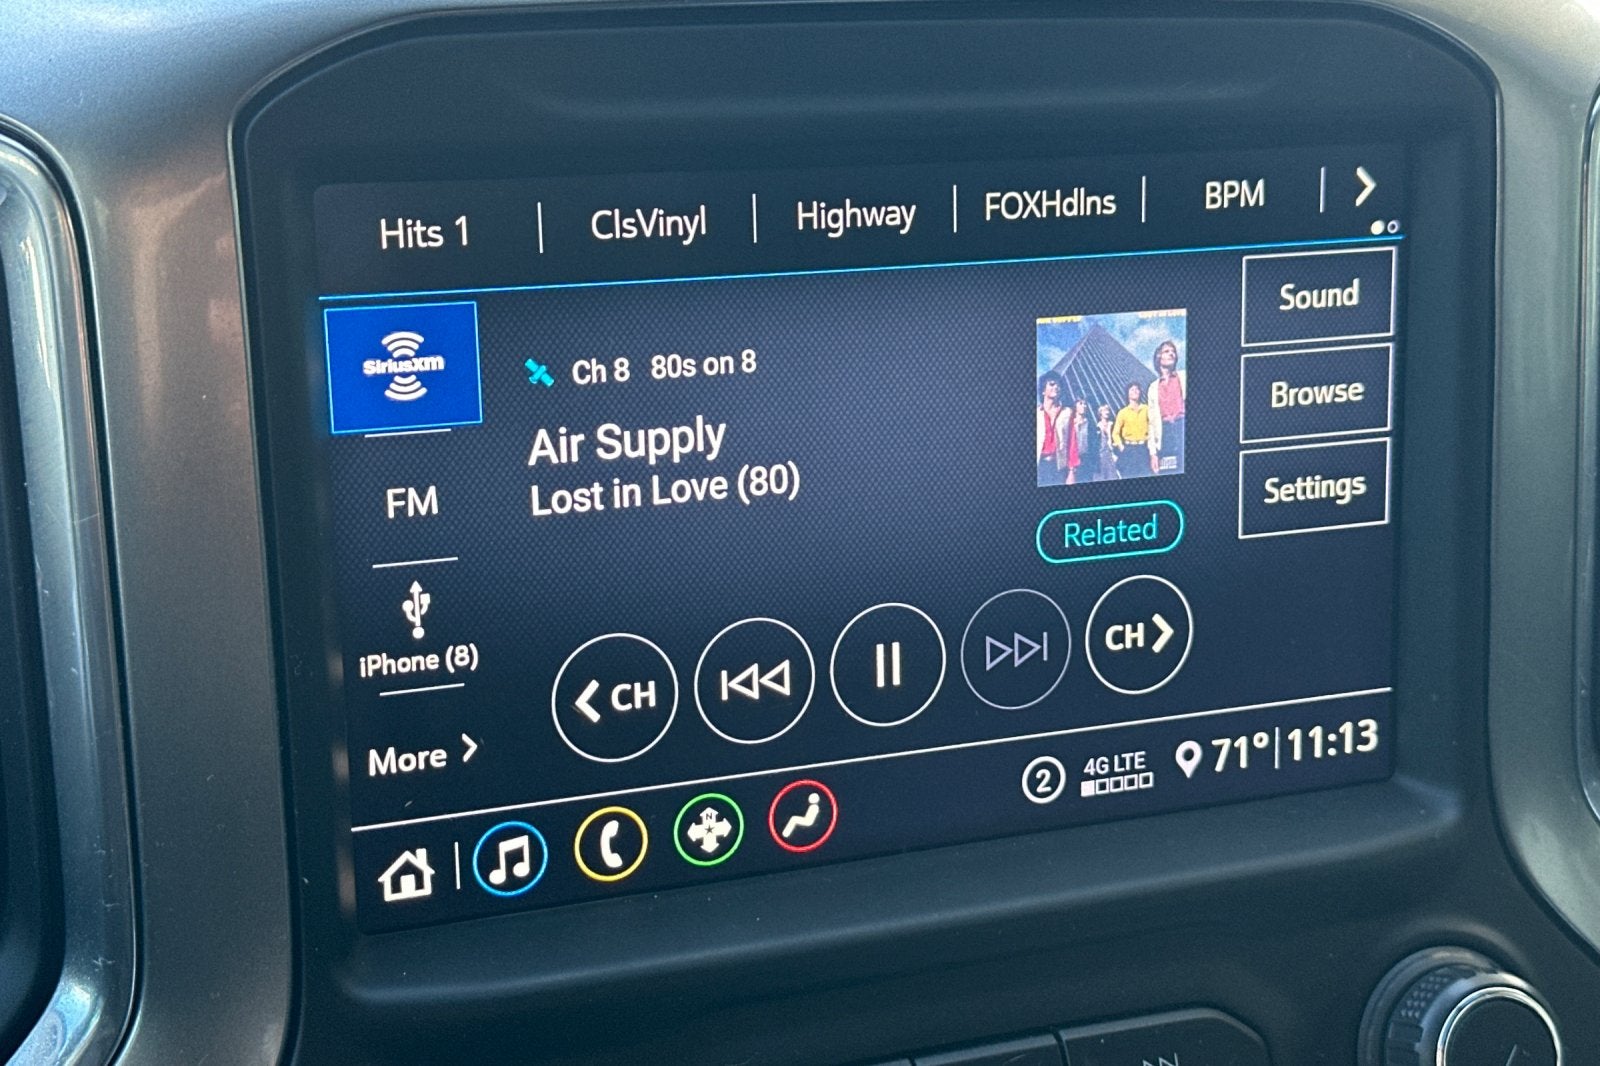 Hits 1
ClsVinyl
Highway
FOXHdlns
BPM
SiriusXM
Ch 8 80s on 8
Air Supply
Lost in Love (80)
Related
Sound
Browse
Settings
FM
iPhone (8)
More
CH
CH
N
2
4G LTE
71° 11:13